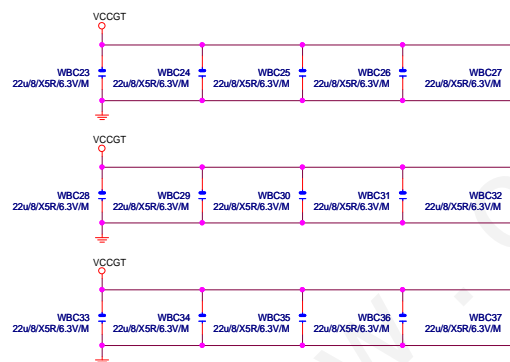 VCCGT
WBC23 WBC24 WBC25 WBC26 WBC27
22u/8/X5R/6.3V/M 22u/8/X5R/6.3V/M 22u/8/X5R/6.3V/M 22u/8/X5R/6.3V/M 22u/8/X5R/6.3V/M
VCCGT
WBC28 WBC29 WBC30 WBC31 WBC32
22u/8/X5R/6.3V/M 22u/8/X5R/6.3V/M 22u/8/X5R/6.3V/M 22u/8/X5R/6.3V/M 22u/8/X5R/6.3V/M
VCCGT
WBC33 WBC34 WBC35 WBC36 WBC37
22u/8/X5R/6.3V/M 22u/8/X5R/6.3V/M 22u/8/X5R/6.3V/M 22u/8/X5R/6.3V/M 22u/8/X5R/6.3V/M